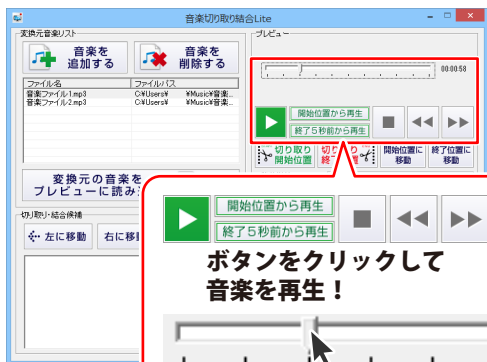 音楽切り取り結合Lite
変換元音楽リスト
音楽を
追加する
音楽を
削除する
ファイル名 ファイルパス
音楽ファイル1.mp3 C:¥Users¥ ¥Music¥音楽...
音楽ファイル2.mp3 C:¥Users¥ ¥Music¥音楽...
変換元の音楽を
プレビューに読み
切り取り・結合候補
左に移動 右に移
プレビュー
00:00:58
開始位置から再生
終了5秒前から再生
切り取り
開始位置
切り
終 置
開始位置に
移動
終了位置に
移動
開始位置から再生
終了5秒前から再生
ボタンをクリックして
音楽を再生！